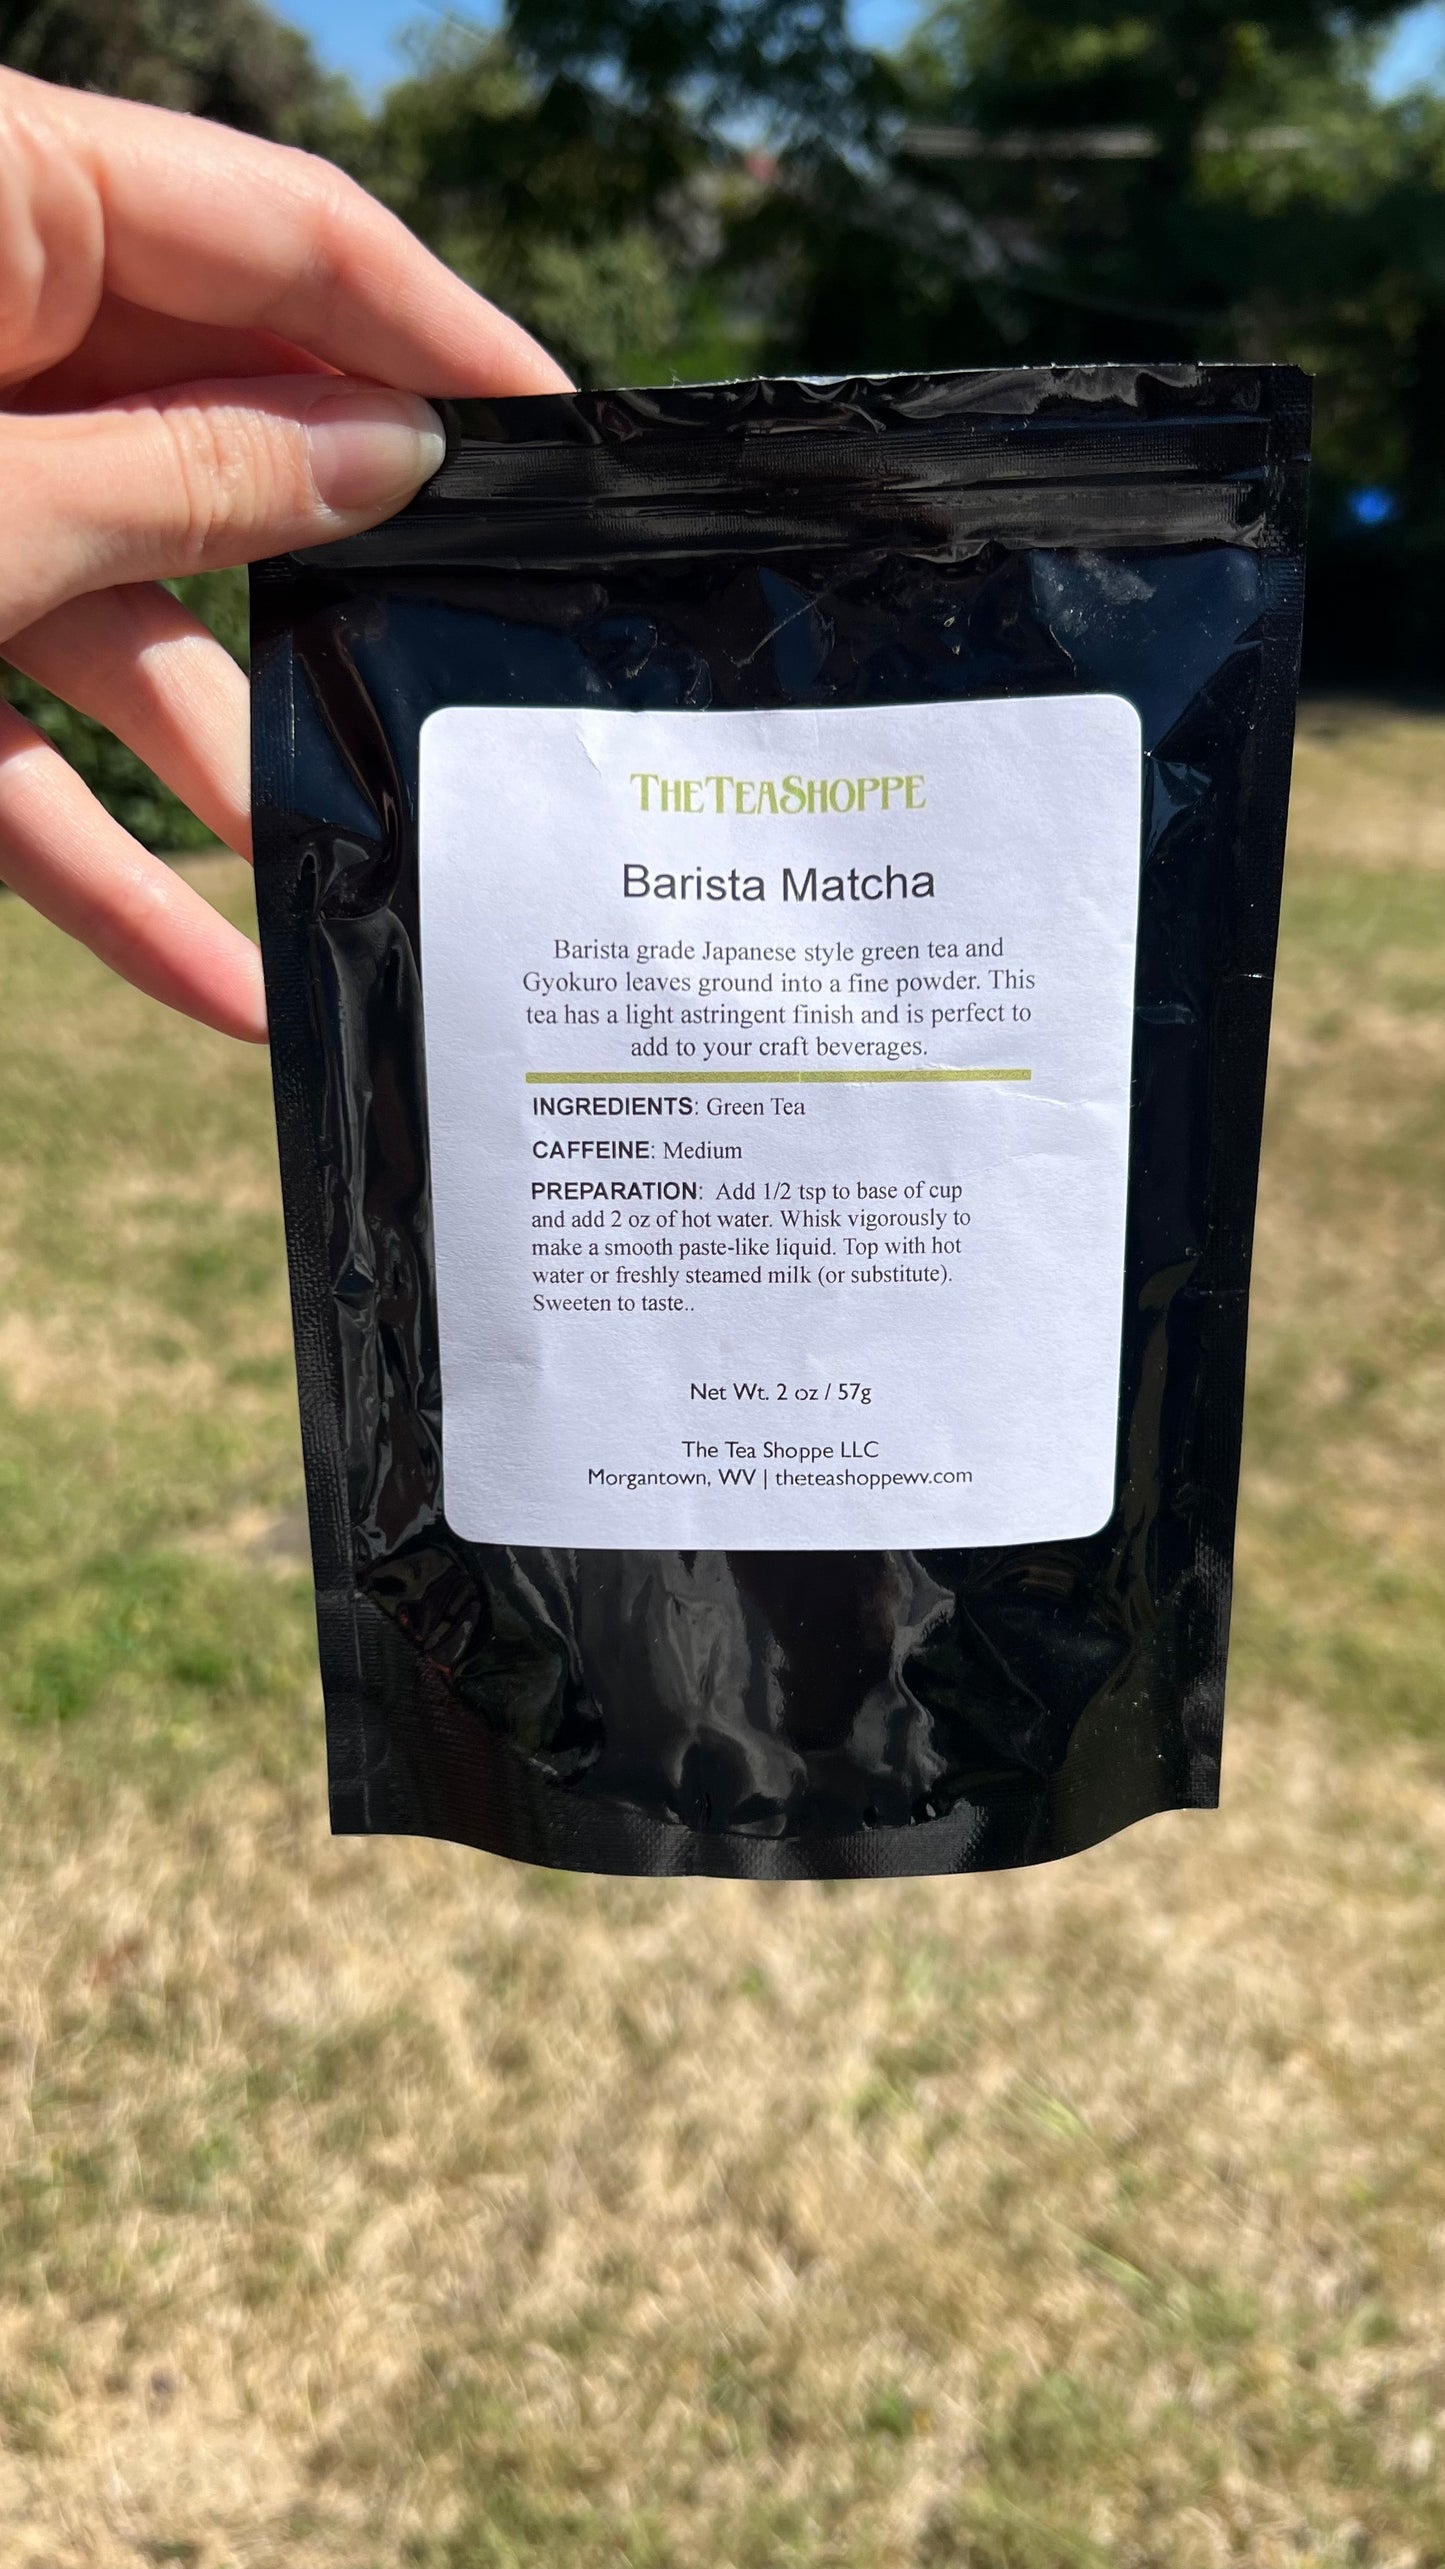 THE TEA SHOPPE
Barista Matcha
Barista grade Japanese style green tea and
Gyokuro leaves ground into a fine powder. This
tea has a light astringent finish and is perfect to
add to your craft beverages.
INGREDIENTS: Green Tea
CAFFEINE: Medium
PREPARATION: Add 1/2 tsp to base of cup
and add 2 oz of hot water. Whisk vigorously to
make a smooth paste-like liquid. Top with hot
water or freshly steamed milk (or substitute).
Sweeten to taste..
Net Wt. 2 oz / 57g
The Tea Shoppe LLC
Morgantown, WV | theteashoppewv.com